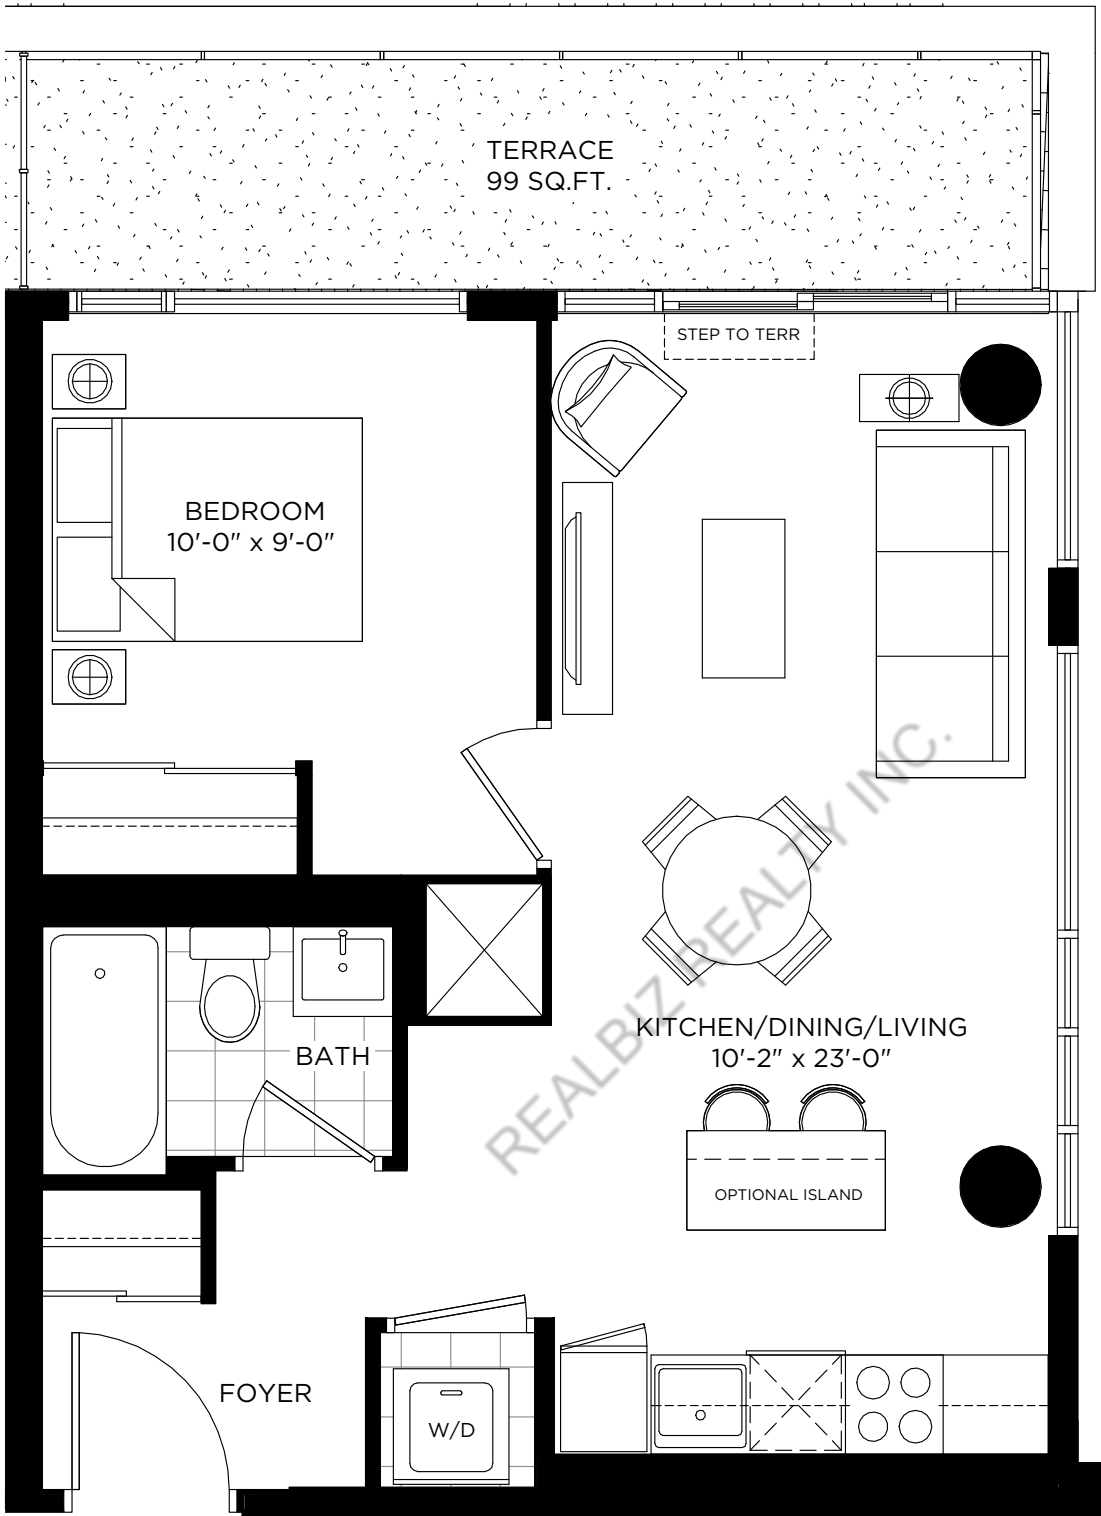 TERRACE
99 SQ.FT.
STEP TO TERR
BEDROOM
10'-0" x 9'-0"
REALBIZ REALTY INC.
KITCHEN/DINING/LIVING
10'-2" x 23'-0"
BATH
OPTIONAL ISLAND
FOYER
W/D